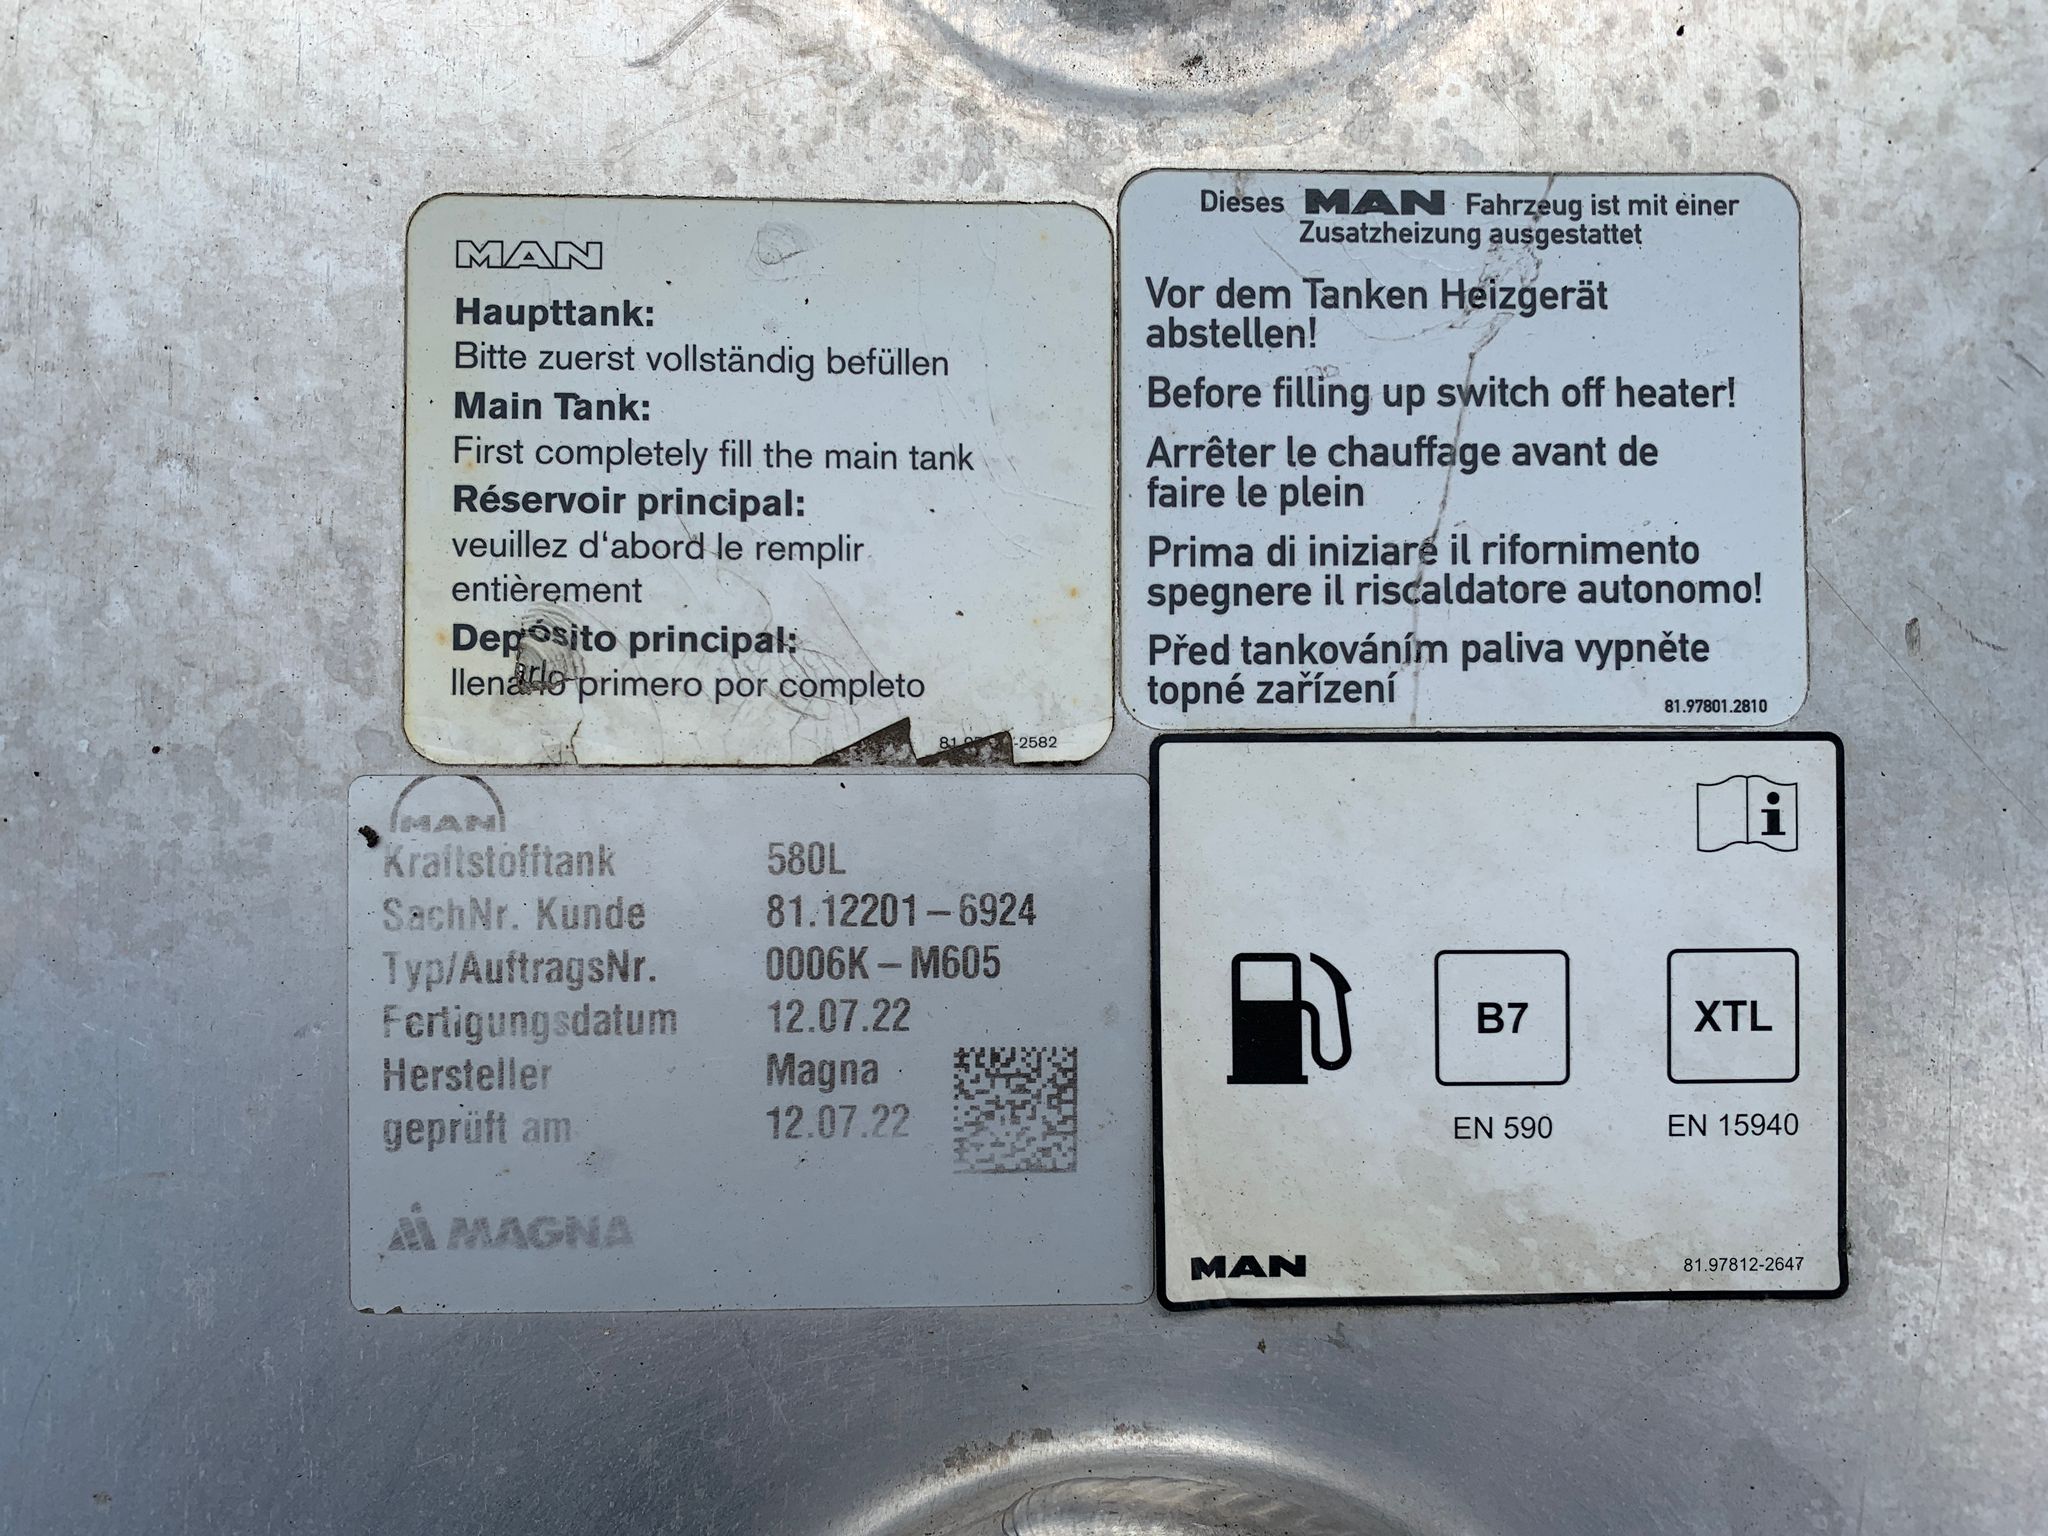 MAN
Haupttank:
Bitte zuerst vollständig befüllen
Main Tank:
First completely fill the main tank
Réservoir principal:
veuillez d‘abord le remplir
entièrement
Depósito principal:
llenarlo primero por completo
-2582
Dieses MAN Fahrzeug ist mit einer
Zusatzheizung ausgestattet
Vor dem Tanken Heizgerät
abstellen!
Before filling up switch off heater!
Arrêter le chauffage avant de
faire le plein
Prima di iniziare il rifornimento
spegnere il riscaldatore autonomo!
Před tankováním paliva vypněte
topné zařízení
81.97801.2810
MAN
Kraftstofftank 580L
SachNr. Kunde 81.12201-6924
Typ/AuftragsNr. 0006K-M605
Fertigungsdatum 12.07.22
Hersteller Magna
geprüft am 12.07.22
MAGNA
i
B7
XTL
EN 590
EN 15940
MAN
81.97812-2647